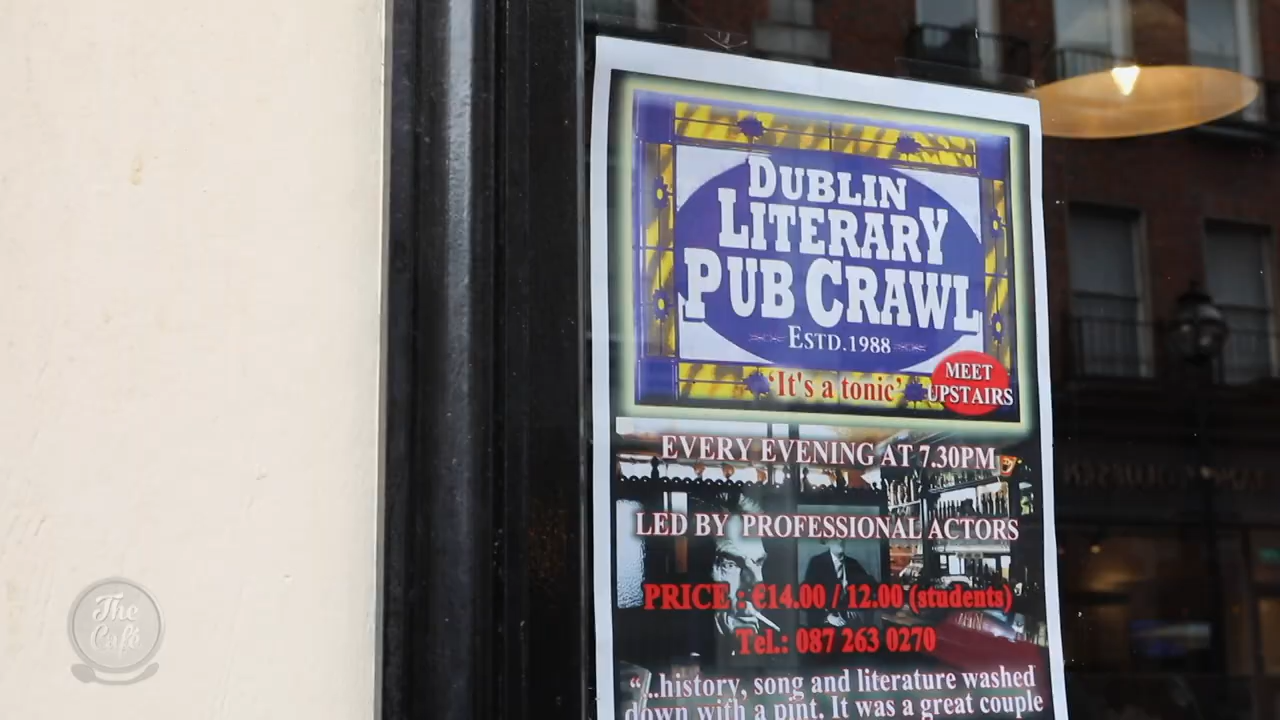 DUBLIN
LITERARY
PUB CRAWL
ESTD.1988
'It's a tonic'
MEET
UPSTAIRS
EVERY EVENING AT 7.30PM
LED BY PROFESSIONAL ACTORS
PRICE : €14.00 / 12.00 (students)
Tel.: 087 263 0270
"...history, song and literature washed
down with a pint. It was a great couple
The
Café